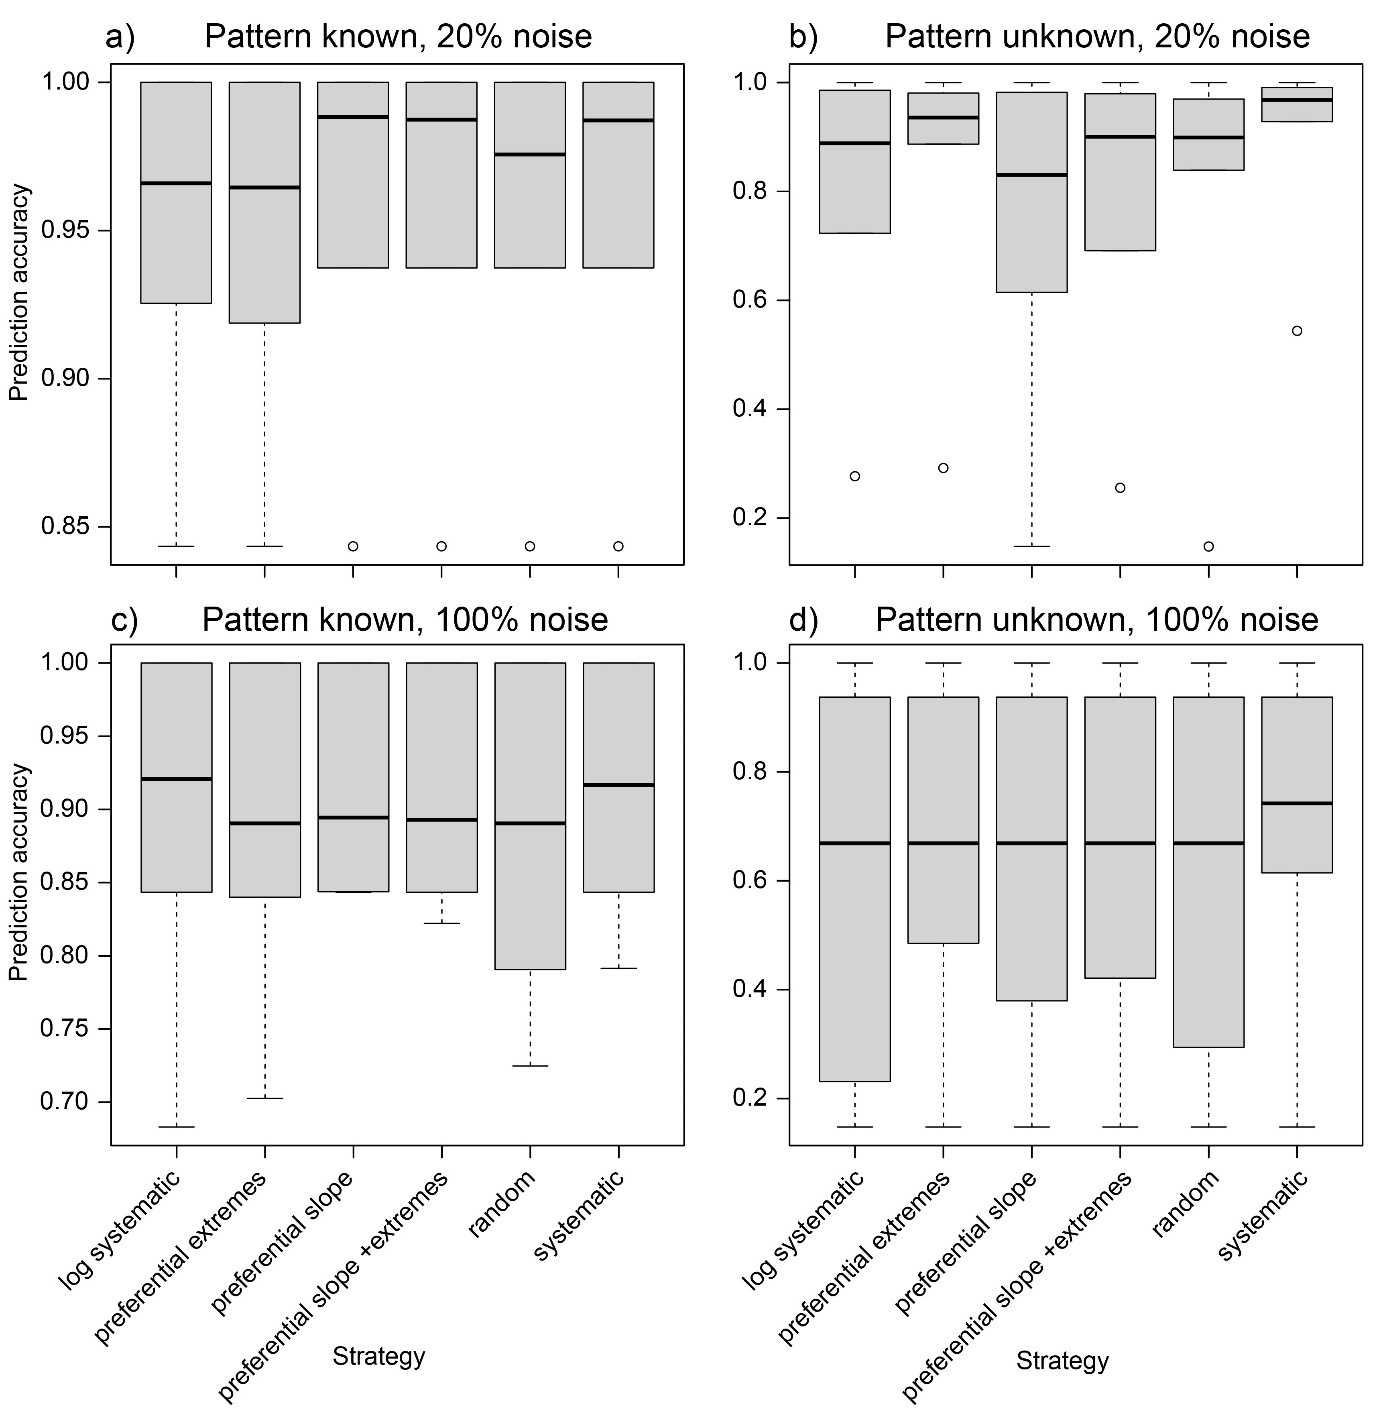 a) Pattern known, 20% noise
1.00
0.95
0.90
0.85
Prediction accuracy
b) Pattern unknown, 20% noise
1.0
0.8
0.6
0.4
0.2
c) Pattern known, 100% noise
1.00
0.95
0.90
0.85
0.80
0.75
0.70
Prediction accuracy
log systematic
preferential extremes
preferential slope
preferential slope +extremes
random
systematic
Strategy
d) Pattern unknown, 100% noise
1.0
0.8
0.6
0.4
0.2
log systematic
preferential extremes
preferential slope
preferential slope +extremes
random
systematic
Strategy